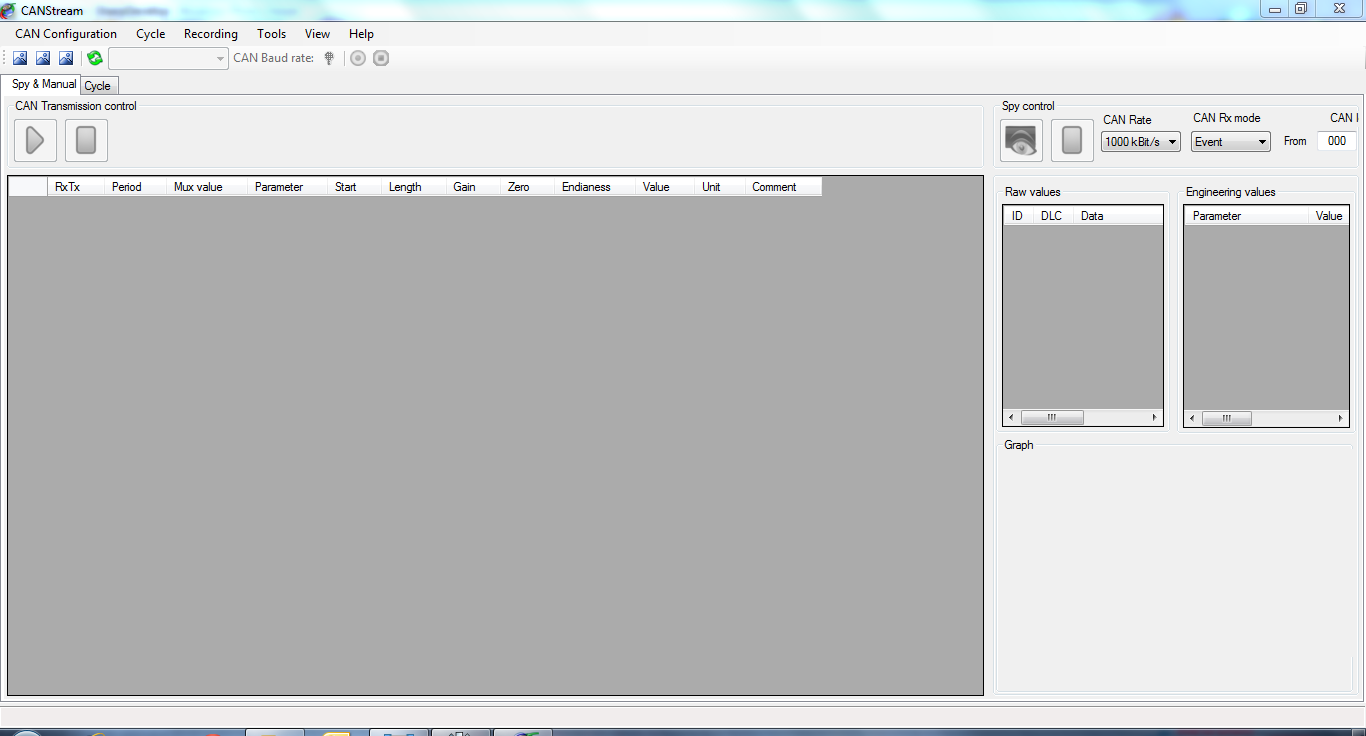 CANStream
CAN Configuration Cycle Recording Tools View Help
CAN Baud rate:
Spy & Manual Cycle
CAN Transmission control
Spy control
CAN Rate CAN Rx mode CAN I
1000 kBit/s Event From 000
RxTx Period Mux value Parameter Start Length Gain Zero Endianess Value Unit Comment
Raw values Engineering values
ID DLC Data Parameter Value
Graph